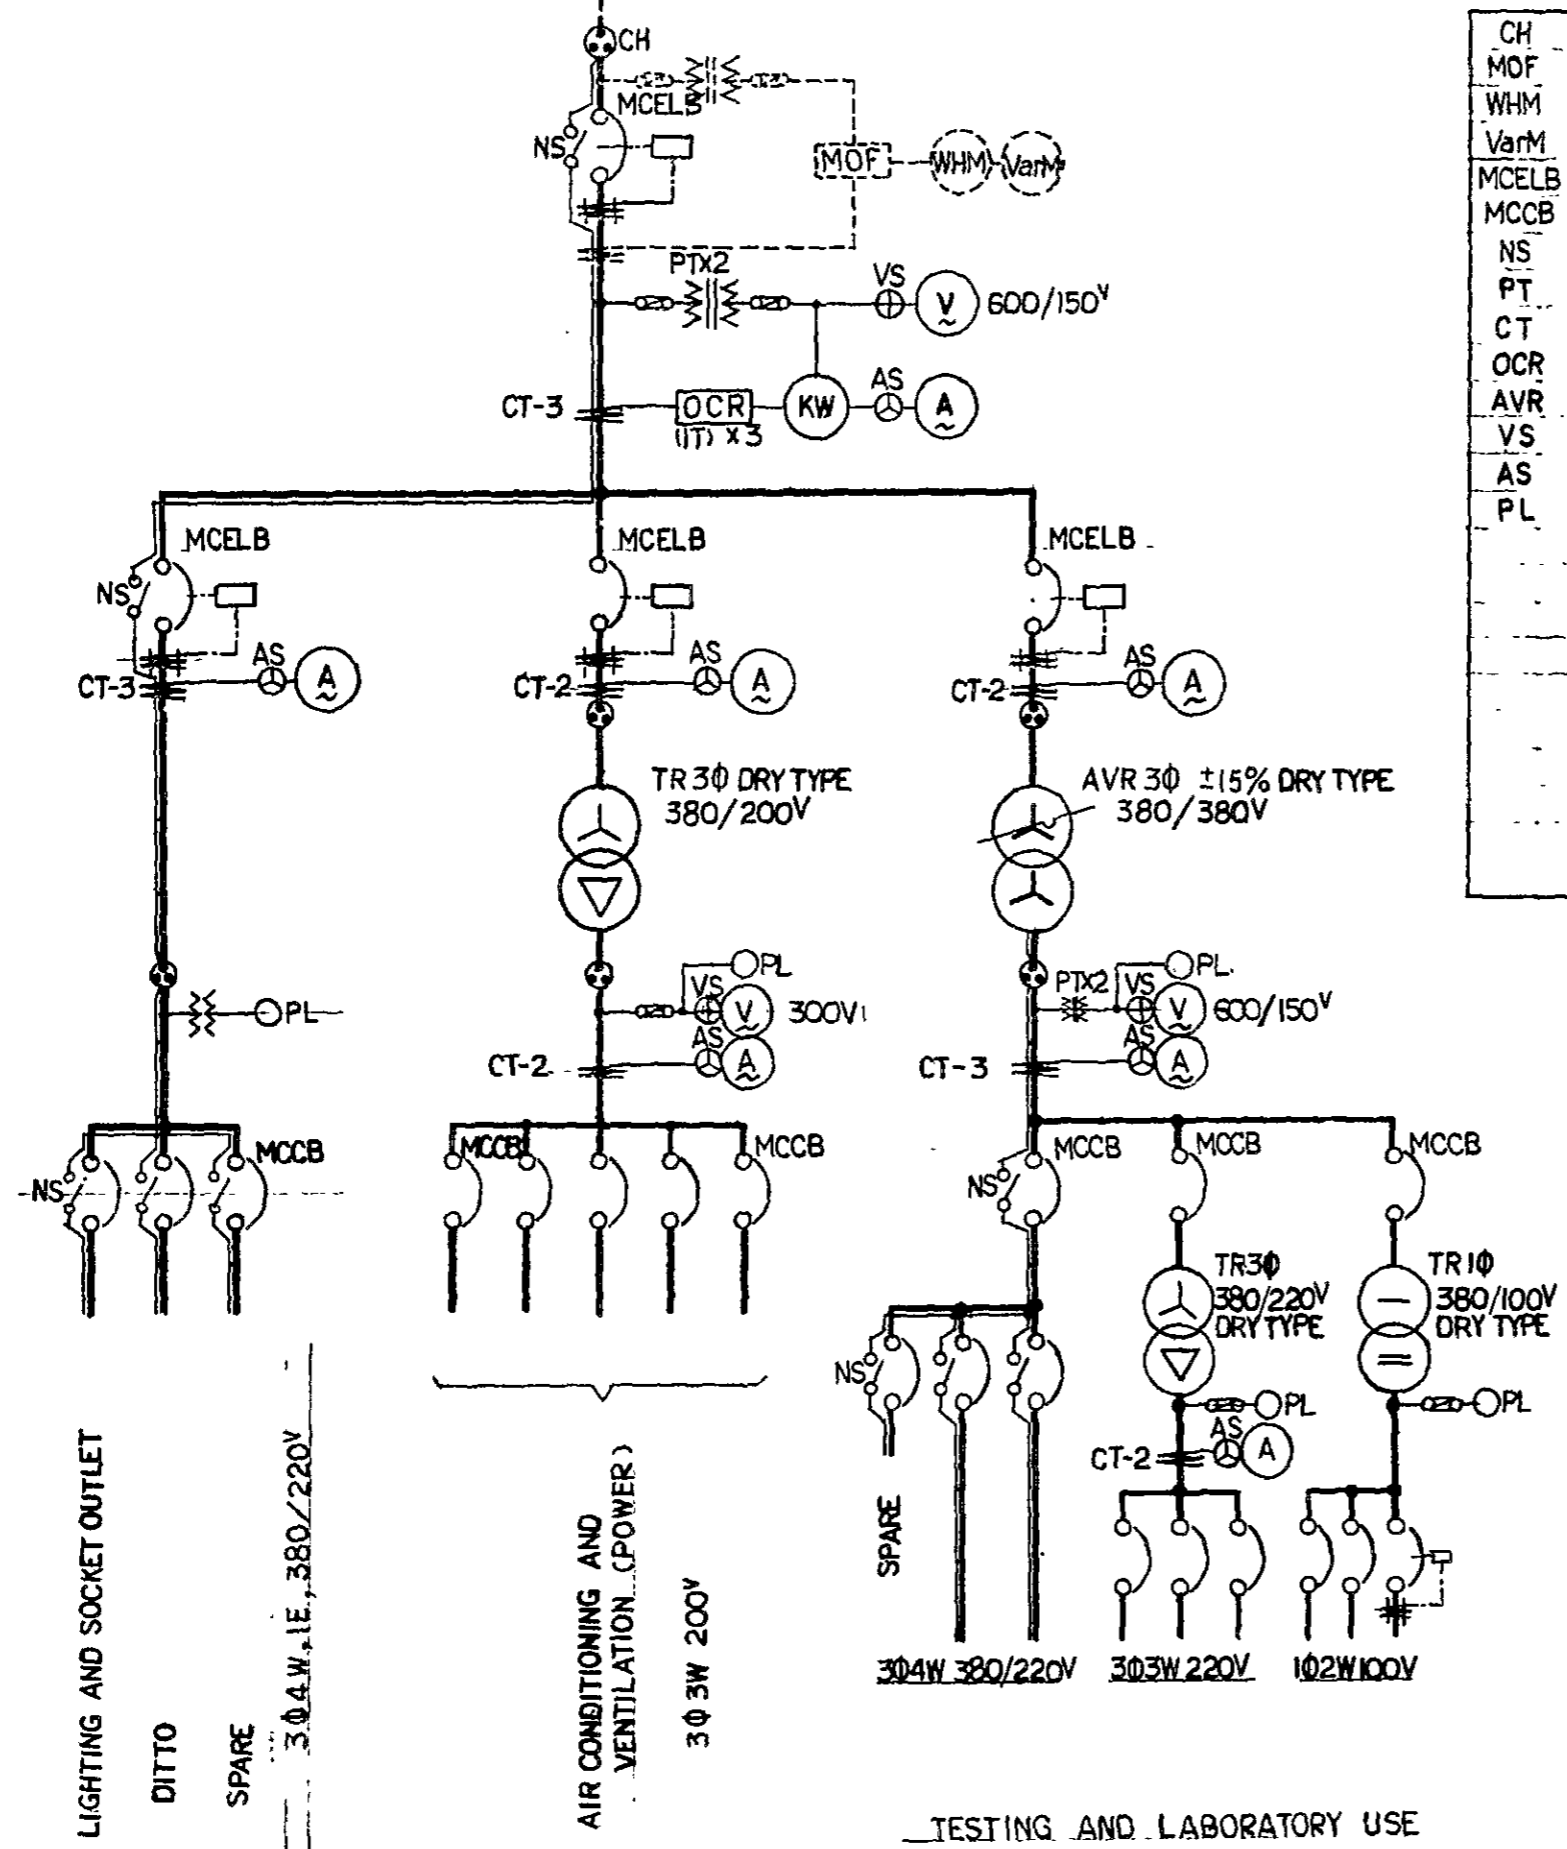 CH
MCELB
NS
MOF
WHM
VarM
PTX2
VS
V
600/150V
CT-3
OCR
(IT) X3
KW
AS
A
MCELB
NS
CT-3
AS
A
MCELB
CT-2
AS
A
MCELB
CT-2
AS
A
TR 3Φ DRY TYPE
380/200V
AVR 3Φ ±15% DRY TYPE
380/380V
PL
PL
VS
V
300V
CT-2
AS
A
PL
PTX2
VS
V
600/150V
CT-3
AS
A
NS
MCCB
MCCB
MCCB
NS
MCCB
MCCB
MCCB
TR3Φ
380/220V
DRY TYPE
TR1Φ
380/100V
DRY TYPE
NS
PL
PL
CT-2
AS
A
SPARE
3Φ4W 380/220V
3Φ3W 220V
1Φ2W100V
LIGHTING AND SOCKET OUTLET
DITTO
SPARE
3Φ4W,1E, 380/220V
AIR CONDITIONING AND
VENTILATION (POWER)
3Φ3W 200V
TESTING AND LABORATORY USE
CH
MOF
WHM
VarM
MCELB
MCCB
NS
PT
CT
OCR
AVR
VS
AS
PL